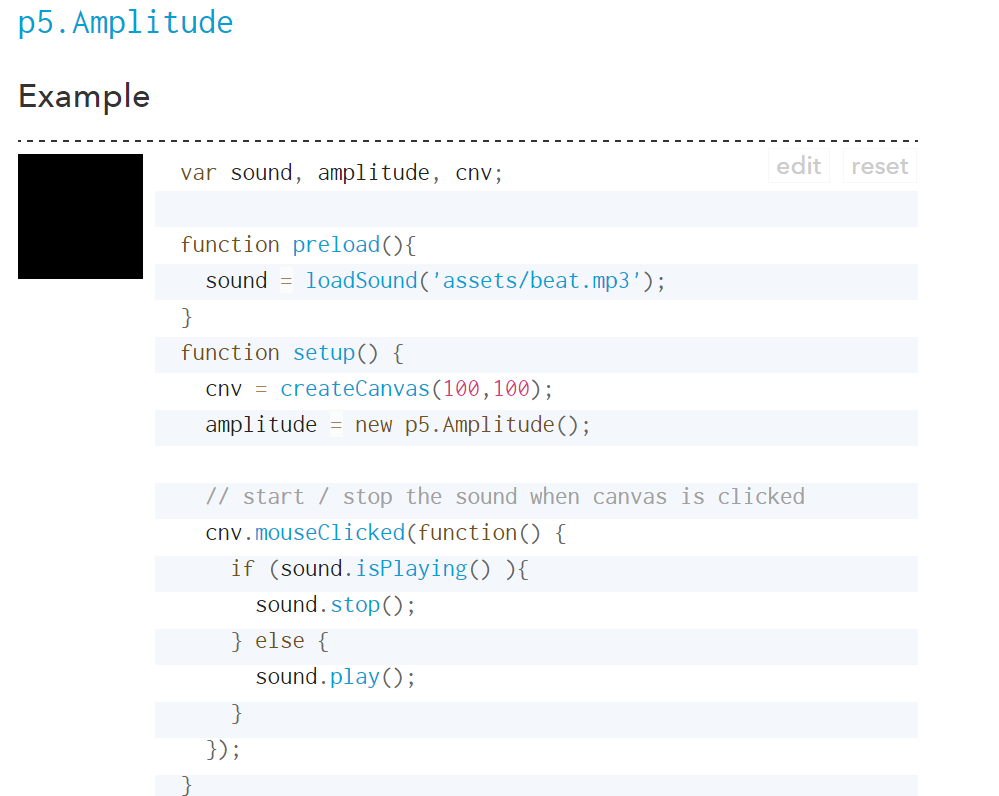 p5.Amplitude
Example
edit reset
var sound, amplitude, cnv;

function preload(){
  sound = loadSound('assets/beat.mp3');
}
function setup() {
  cnv = createCanvas(100,100);
  amplitude = new p5.Amplitude();

  // start / stop the sound when canvas is clicked
  cnv.mouseClicked(function() {
    if (sound.isPlaying() ){
      sound.stop();
    } else {
      sound.play();
    }
  });
}